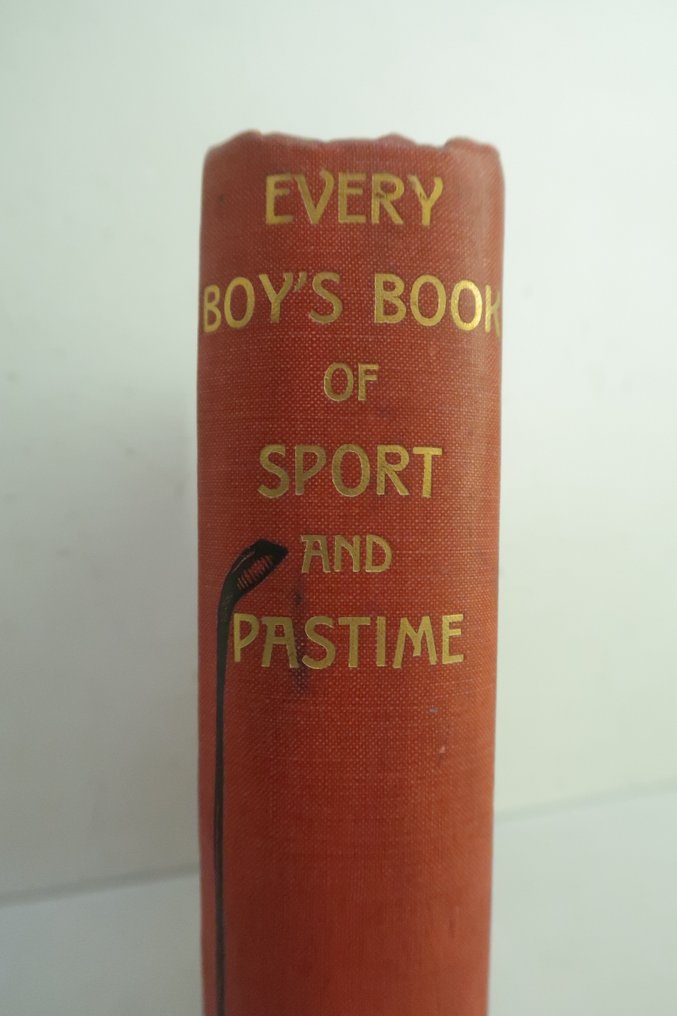 EVERY
BOY'S BOOK
OF
SPORT
AND
PASTIME